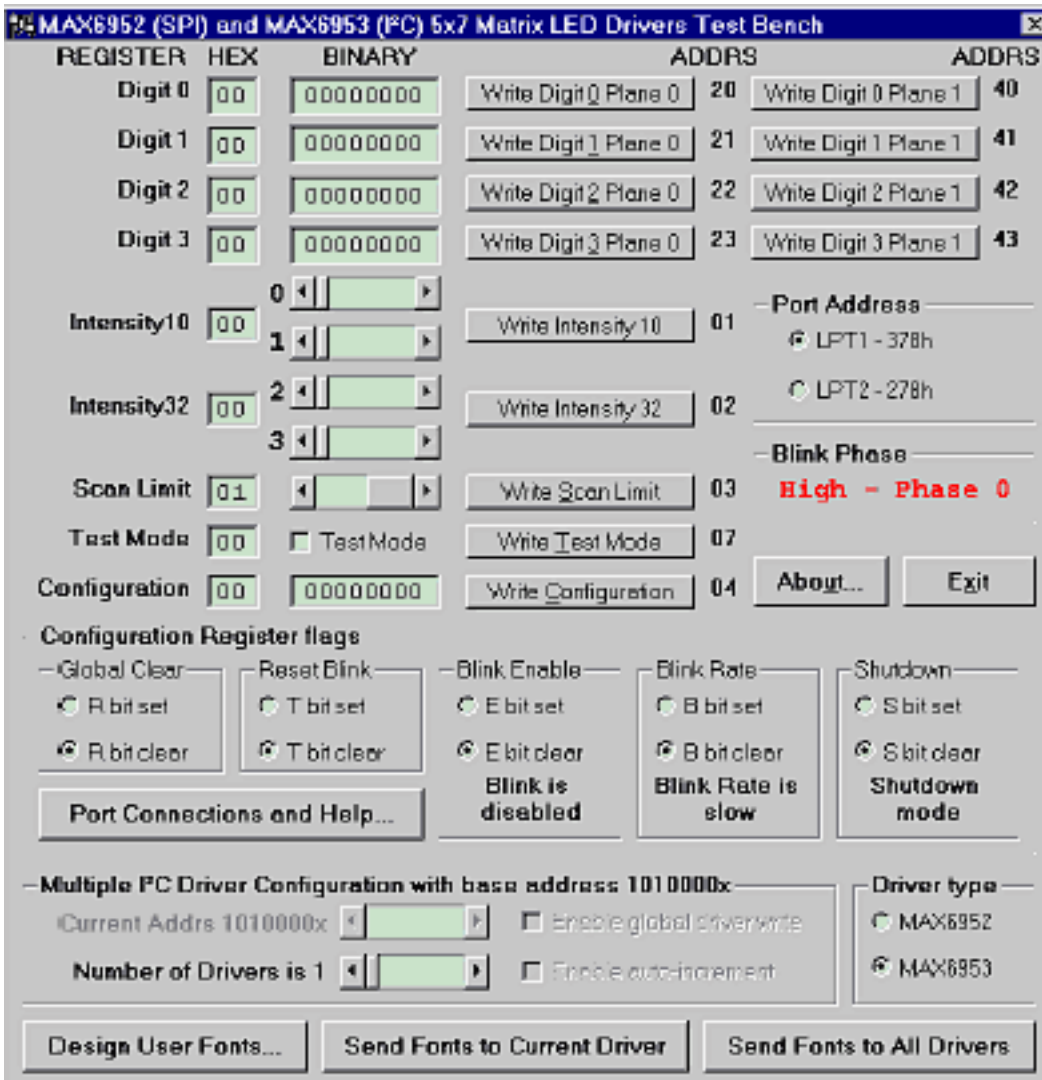 MAX6952 (SPI) and MAX6953 (I²C) 5x7 Matrix LED Drivers Test Bench
REGISTER HEX BINARY ADDRS ADDRS
Digit 0 00 00000000 Write Digit 0 Plane 0 20 Write Digit 0 Plane 1 40
Digit 1 00 00000000 Write Digit 1 Plane 0 21 Write Digit 1 Plane 1 41
Digit 2 00 00000000 Write Digit 2 Plane 0 22 Write Digit 2 Plane 1 42
Digit 3 00 00000000 Write Digit 3 Plane 0 23 Write Digit 3 Plane 1 43
0
Intensity10 00 Write Intensity 10 01
1
Port Address
LPT1 - 378h
LPT2 - 278h
2
Intensity32 00 Write Intensity 32 02
3
Blink Phase
High - Phase 0
Scan Limit 01 Write Scan Limit 03
Test Mode 00 Test Mode Write Test Mode 07
Configuration 00 00000000 Write Configuration 04 About... Exit
Configuration Register flags
Global Clear Reset Blink Blink Enable Blink Rate Shutdown
R bit set T bit set E bit set B bit set S bit set
R bit clear T bit clear E bit clear B bit clear S bit clear
Blink is disabled
Blink Rate is slow
Shutdown mode
Port Connections and Help...
Multiple I²C Driver Configuration with base address 1010000x
Current Addrs 1010000x Enable global driver write
Number of Drivers is 1 Enable auto-increment
Driver type
MAX6952
MAX6953
Design User Fonts... Send Fonts to Current Driver Send Fonts to All Drivers